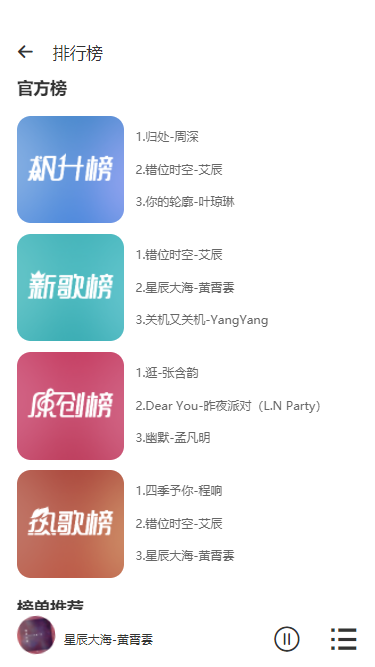 排行榜
官方榜
飙升榜
1.归处-周深
2.错位时空-艾辰
3.你的轮廓-叶琼琳
新歌榜
1.错位时空-艾辰
2.星辰大海-黄霄雲
3.关机又关机-YangYang
原创榜
1.逛-张含韵
2.Dear You-昨夜派对（L.N Party）
3.幽默-孟凡明
热歌榜
1.四季予你-程响
2.错位时空-艾辰
3.星辰大海-黄霄雲
榜单推荐
星辰大海-黄霄雲